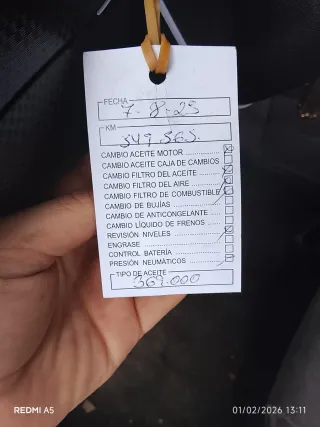 FECHA
7-8-25
KM
349.565.
CAMBIO ACEITE MOTOR
CAMBIO ACEITE CAJA DE CAMBIOS
CAMBIO FILTRO DEL ACEITE
CAMBIO FILTRO DEL AIRE
CAMBIO FILTRO DE COMBUSTIBLE
CAMBIO DE BUJÍAS
CAMBIO DE ANTICONGELANTE
CAMBIO LÍQUIDO DE FRENOS
REVISIÓN NIVELES
ENGRASE
CONTROL BATERÍA
PRESIÓN NEUMÁTICOS
TIPO DE ACEITE
369.000
REDMI A5
01/02/2026 13:11